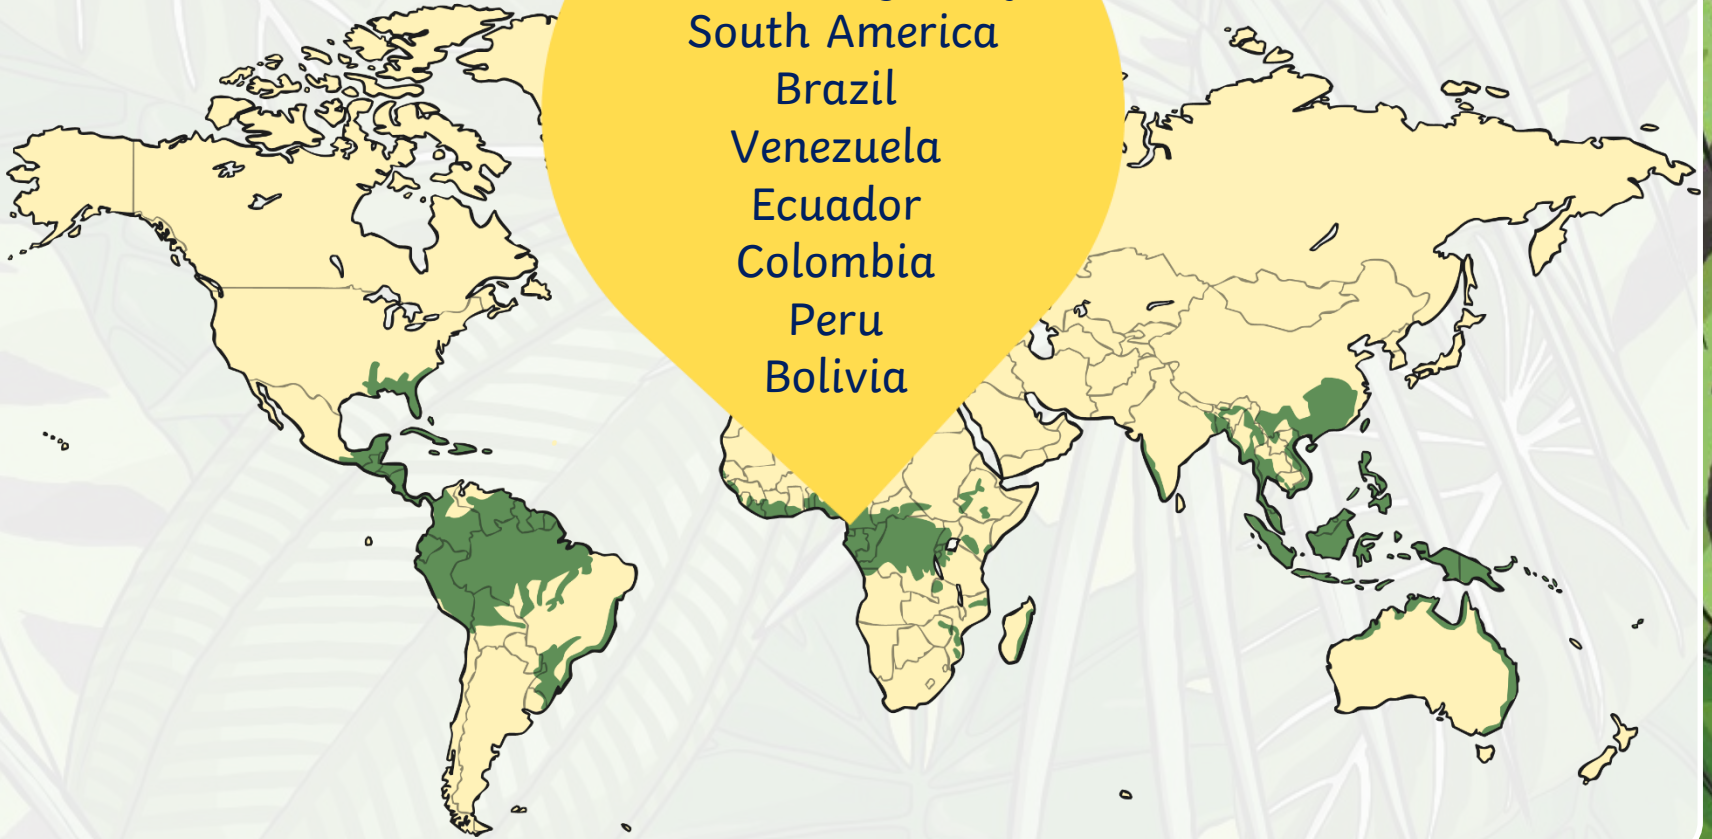 South America
Brazil
Venezuela
Ecuador
Colombia
Peru
Bolivia